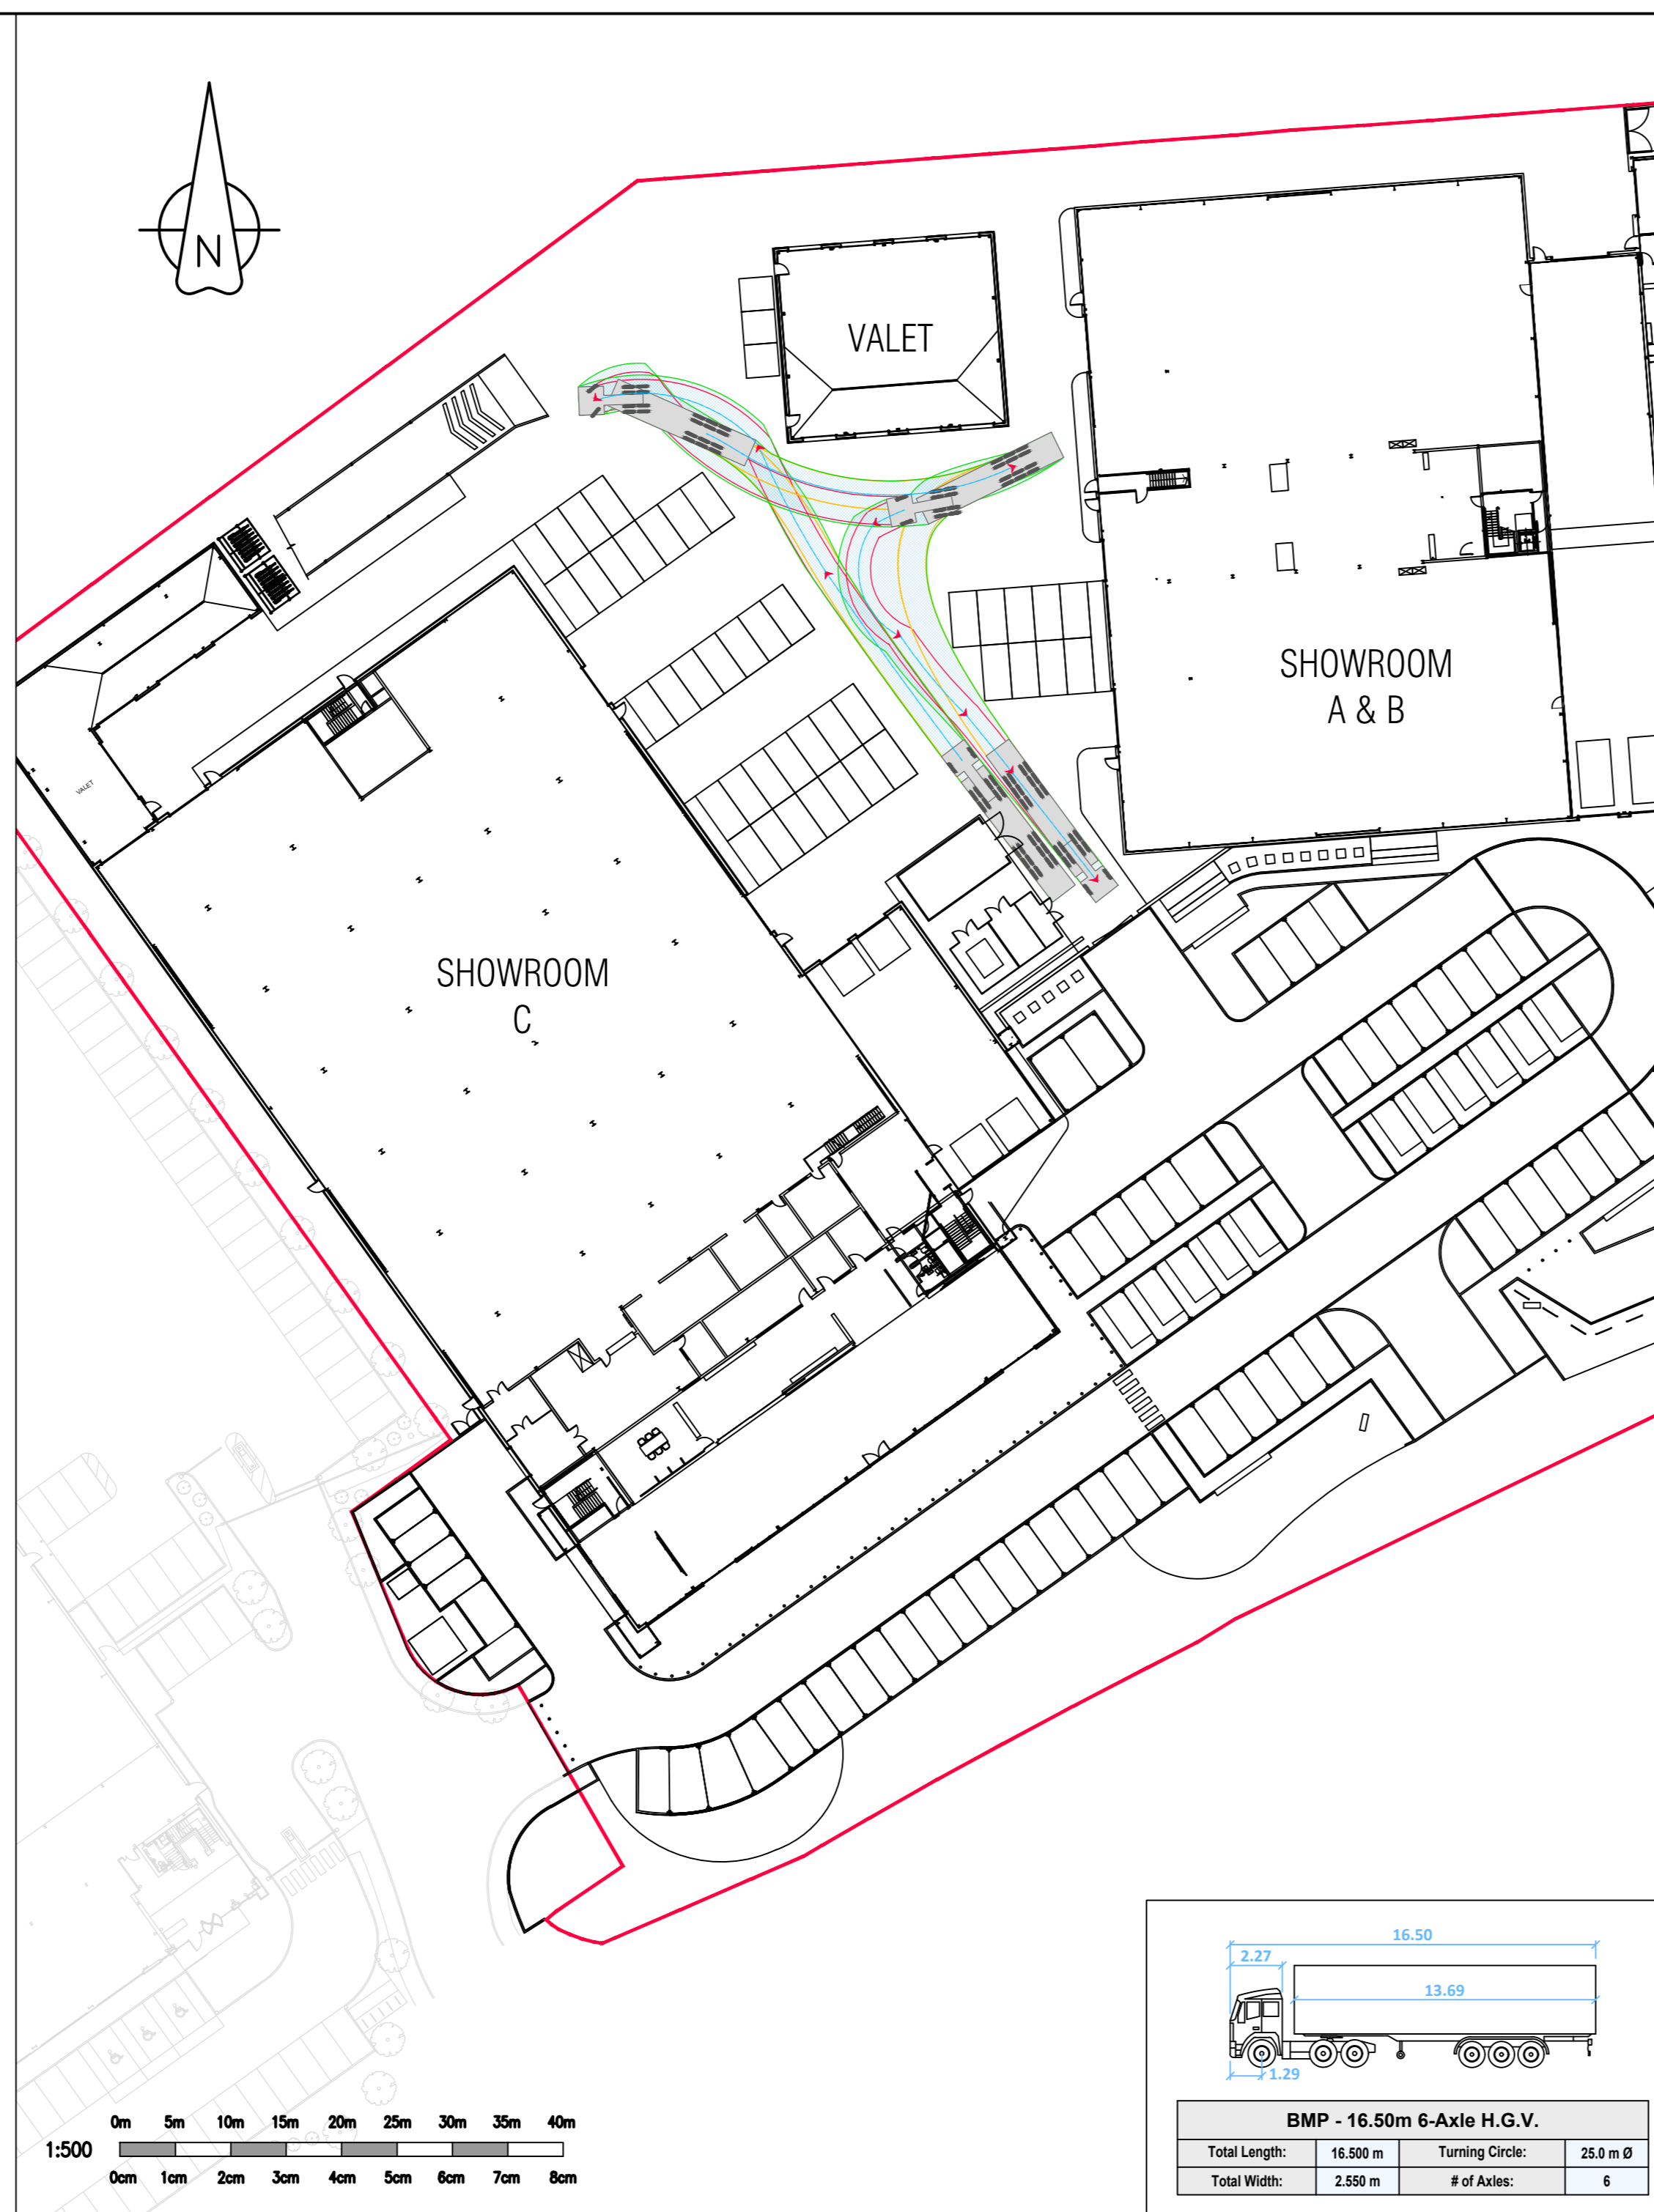 N
VALET
SHOWROOM
A & B
VALET
SHOWROOM
C
16.50
2.27
13.69
1.29
BMP - 16.50m 6-Axle H.G.V.
Total Length: 16.500 m Turning Circle: 25.0 m Ø
Total Width: 2.550 m # of Axles: 6
0m 5m 10m 15m 20m 25m 30m 35m 40m
1:500
0cm 1cm 2cm 3cm 4cm 5cm 6cm 7cm 8cm